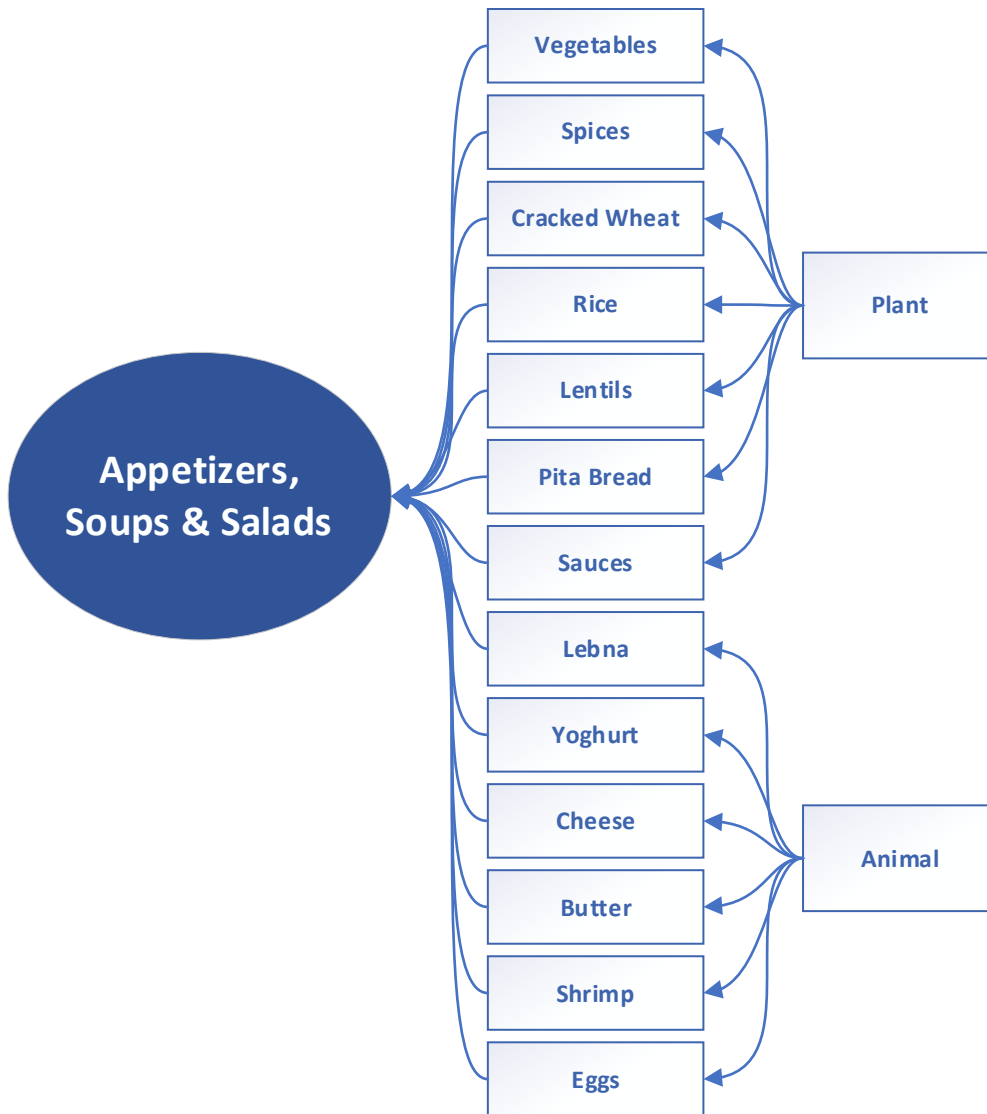 Vegetables
Spices
Cracked Wheat
Rice
Plant
Lentils
Appetizers,
Soups & Salads
Pita Bread
Sauces
Lebna
Yoghurt
Cheese
Animal
Butter
Shrimp
Eggs